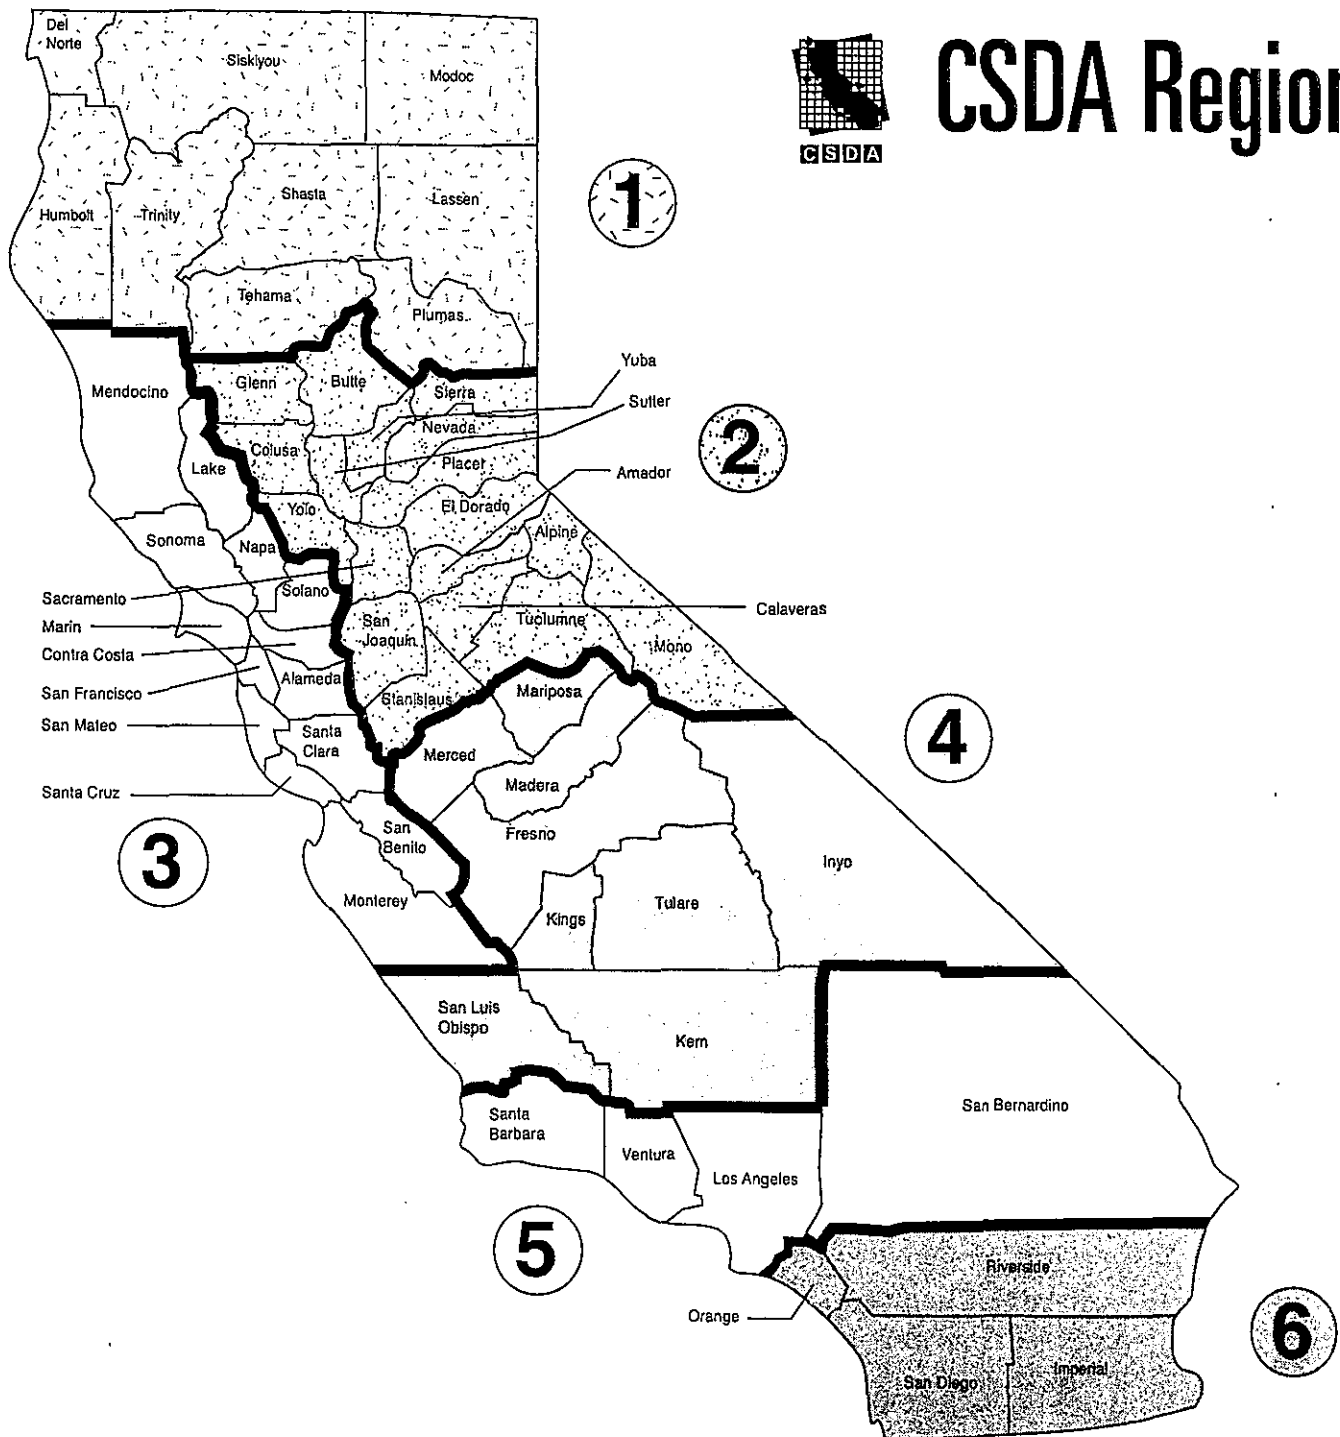 Del
Norte
Siskiyou
Modoc
CSDA Region
CSDA
Humbolt
Trinity
Shasta
Lassen
1
Tehama
Plumas
Mendocino
Glenn
Butte
Sierra
Yuba
Sutter
Nevada
2
Colusa
Placer
Lake
Amador
Yolo
El Dorado
Sonoma
Napa
Alpine
Sacramento
Solano
San
Joaquin
Tuolumne
Calaveras
Marin
Contra Costa
Mono
San Francisco
Alameda
Stanislaus
Mariposa
San Mateo
Santa
Clara
Merced
4
Santa Cruz
Madera
3
San
Benito
Fresno
Inyo
Monterey
Kings
Tulare
San Luis
Obispo
Kern
Santa
Barbara
San Bernardino
Ventura
Los Angeles
5
Riverside
Orange
6
San Diego
Imperial